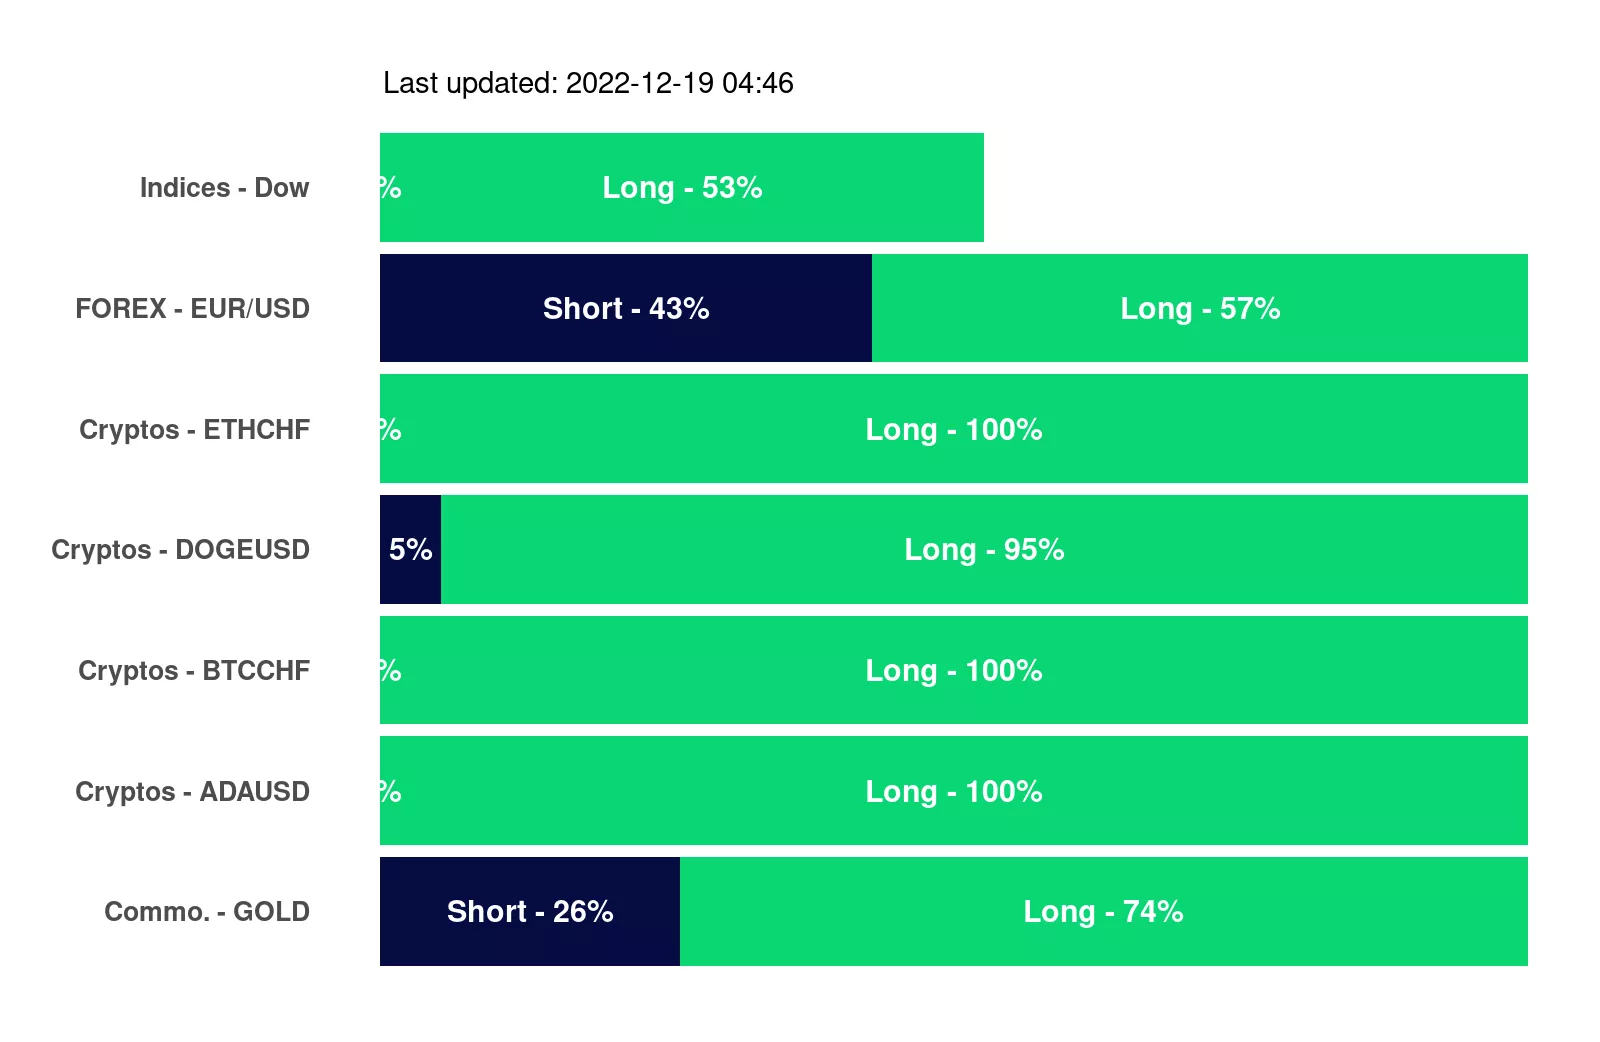 Last updated: 2022-12-19 04:46
Indices - Dow % Long - 53%
FOREX - EUR/USD Short - 43% Long - 57%
Cryptos - ETHCHF % Long - 100%
Cryptos - DOGEUSD 5% Long - 95%
Cryptos - BTCCHF % Long - 100%
Cryptos - ADAUSD % Long - 100%
Commo. - GOLD Short - 26% Long - 74%